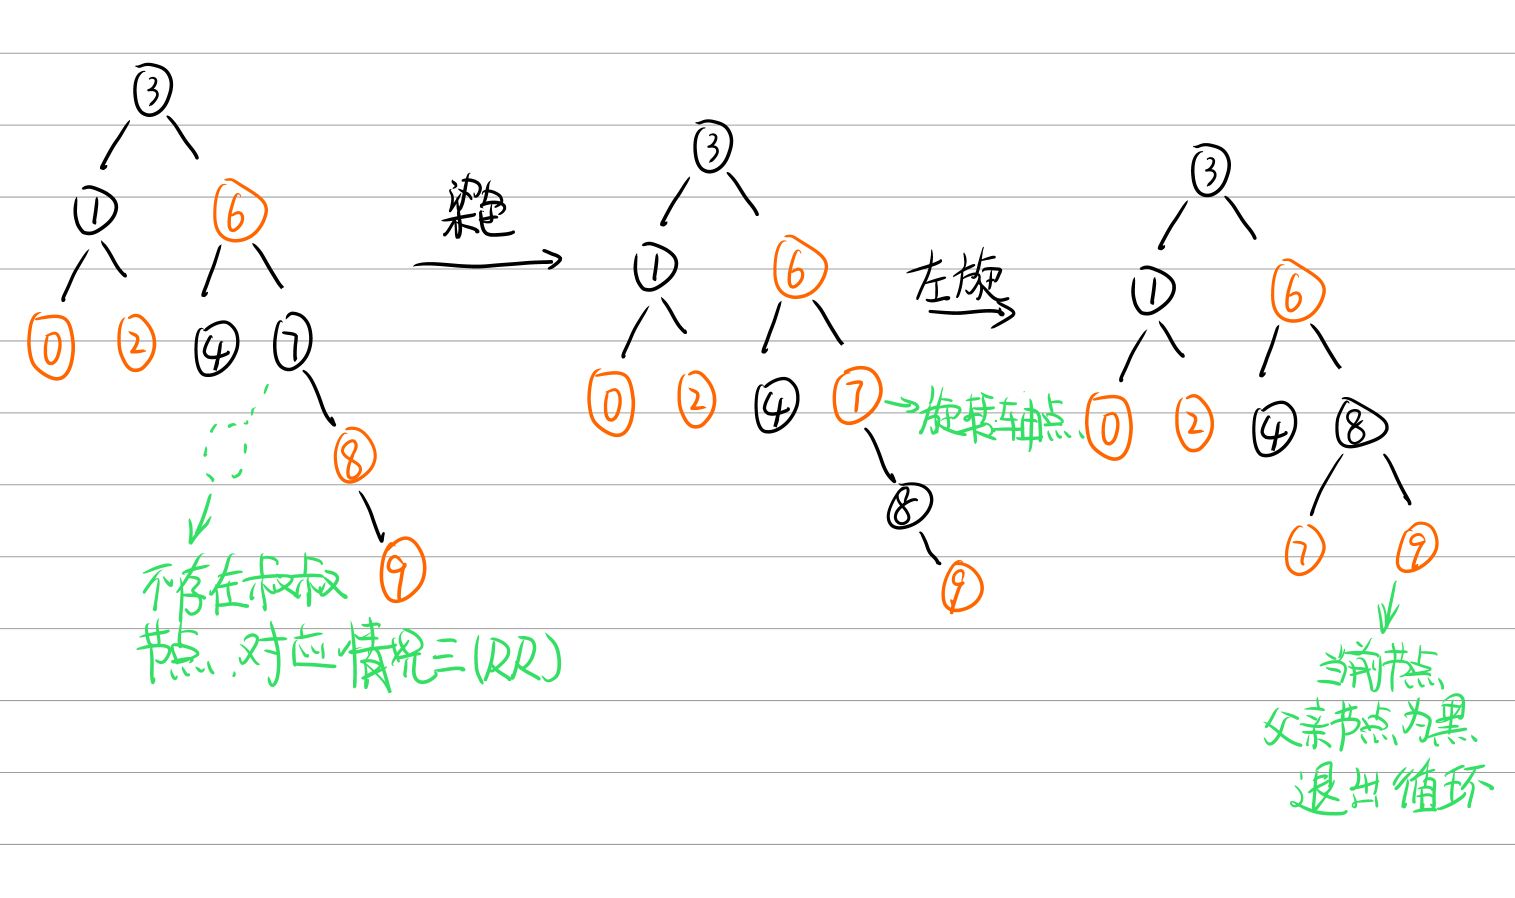 3
1 6
0 2 4 7
8
9
不存在叔叔
节点.对应情况三(RR)
染色
3
1 6
0 2 4 7
→旋转轴点
8
9
左旋
3
1 6
0 2 4 8
7 9
当前节点
父亲节点为黑
退出循环